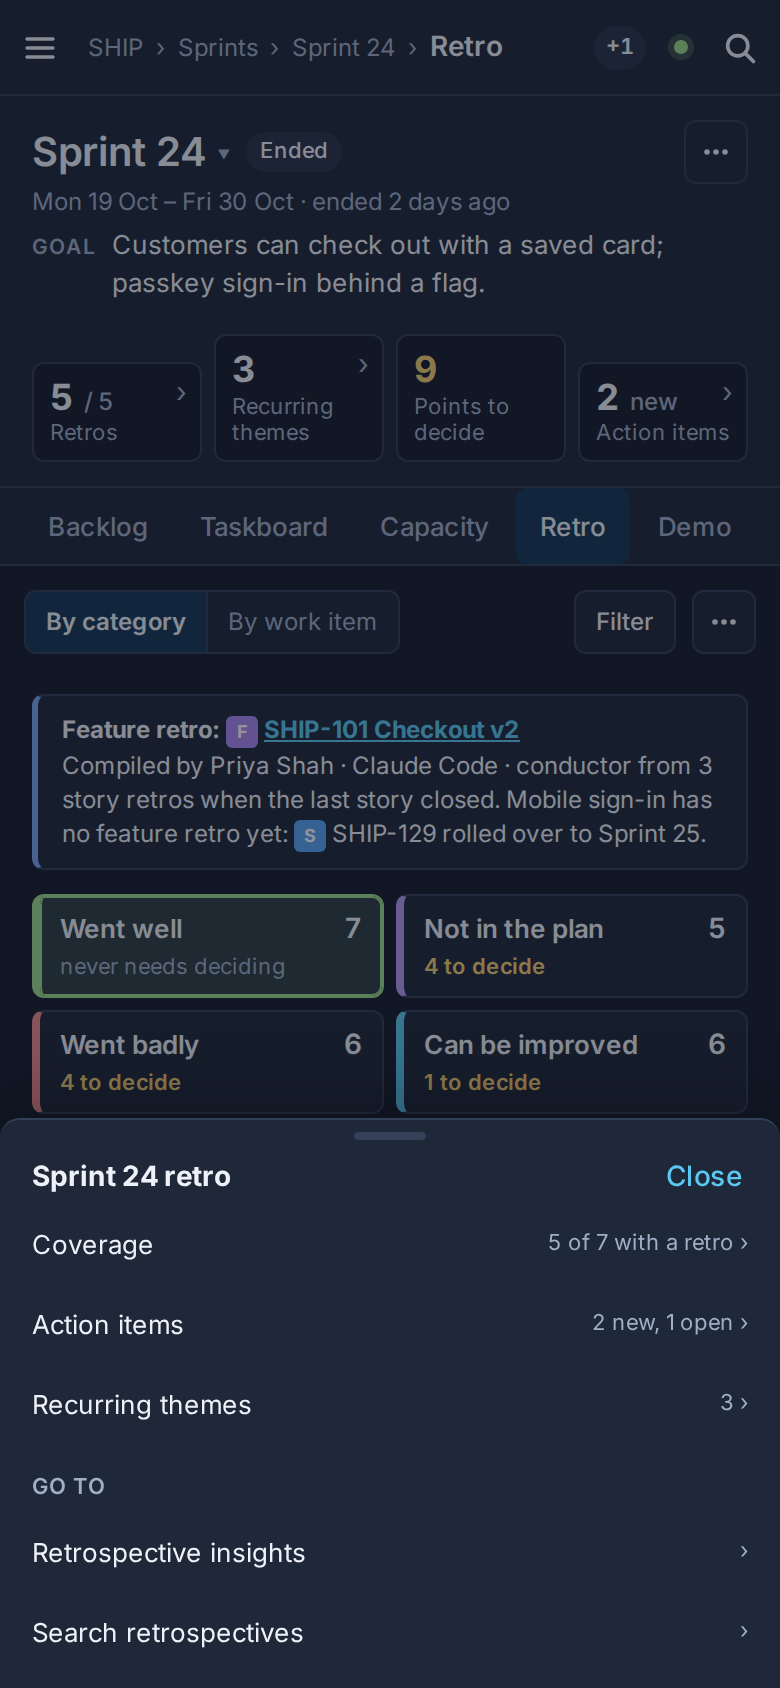 SHIP › Sprints › Sprint 24 › Retro +1
Sprint 24 ▾ Ended •••
Mon 19 Oct – Fri 30 Oct · ended 2 days ago
GOAL Customers can check out with a saved card;
passkey sign-in behind a flag.
5 / 5 ›
Retros
3 ›
Recurring
themes
9
Points to
decide
2 new ›
Action items
Backlog Taskboard Capacity Retro Demo
By category By work item Filter •••
Feature retro: F SHIP-101 Checkout v2
Compiled by Priya Shah · Claude Code · conductor from 3
story retros when the last story closed. Mobile sign-in has
no feature retro yet: S SHIP-129 rolled over to Sprint 25.
Went well 7
never needs deciding
Not in the plan 5
4 to decide
Went badly 6
4 to decide
Can be improved 6
1 to decide
Sprint 24 retro Close
Coverage 5 of 7 with a retro ›
Action items 2 new, 1 open ›
Recurring themes 3 ›
GO TO
Retrospective insights ›
Search retrospectives ›